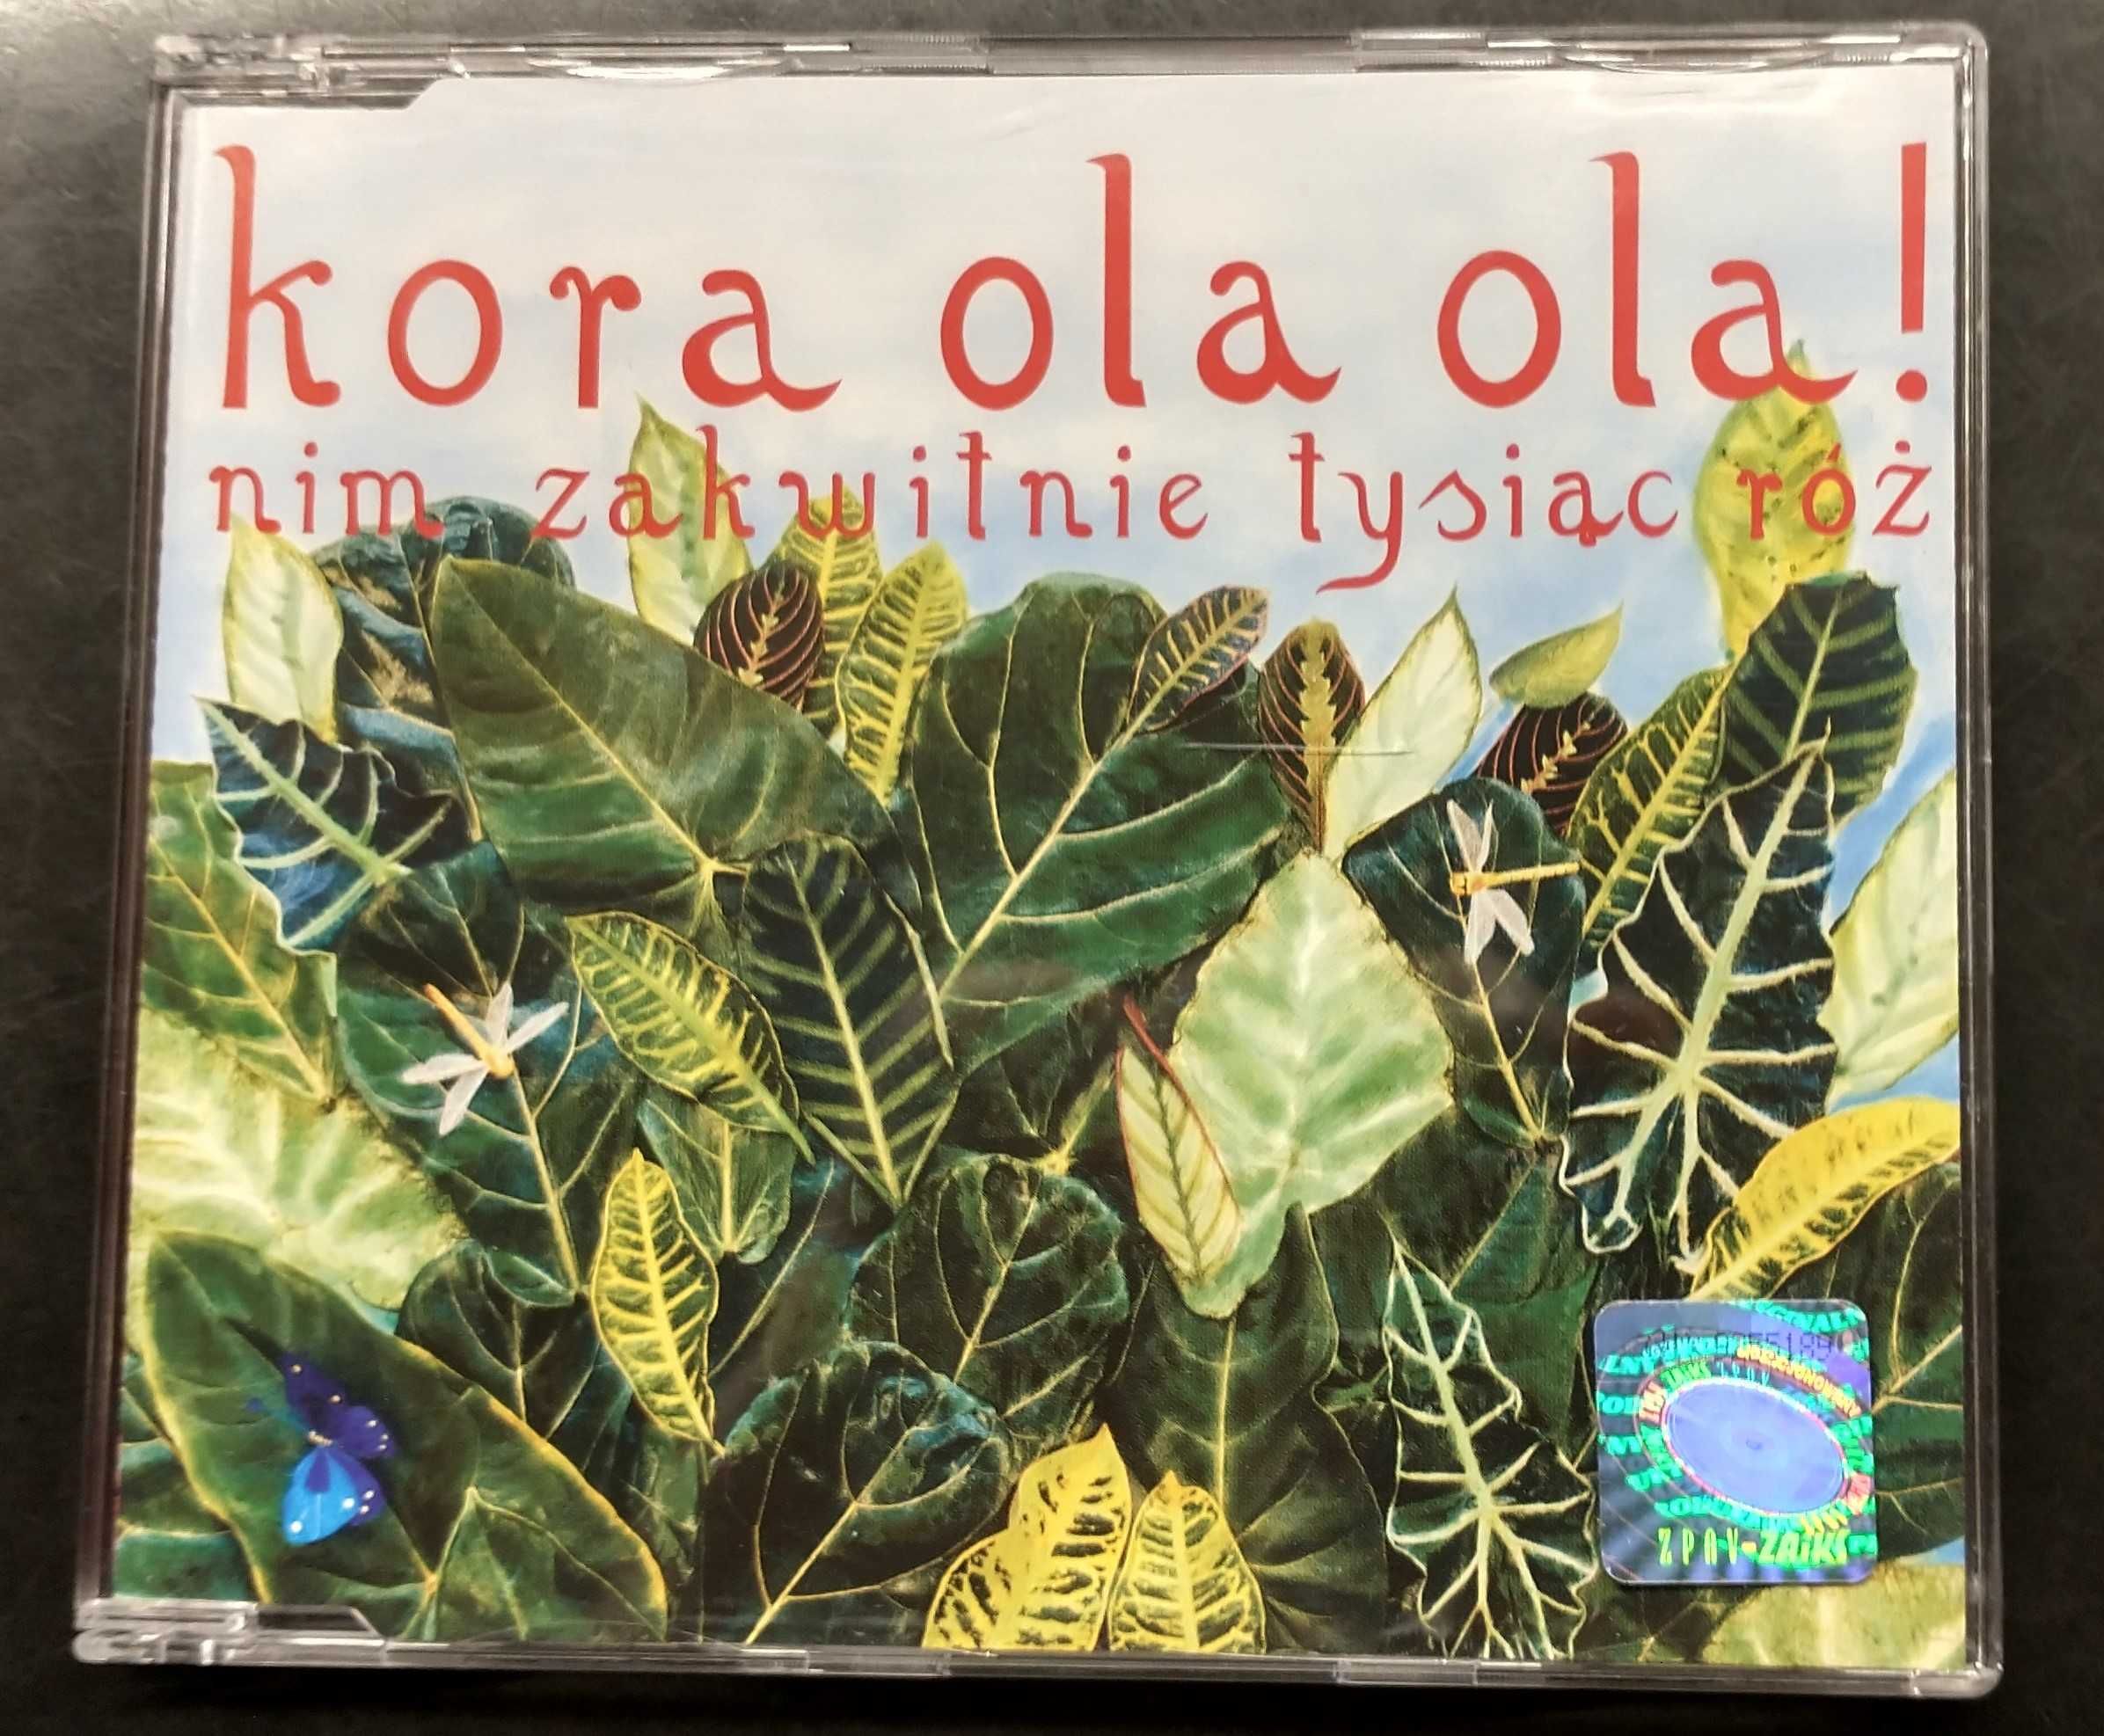 kora ola ola!
nim zakwitnie tysiąc róż
ZPAV-ZAiKS